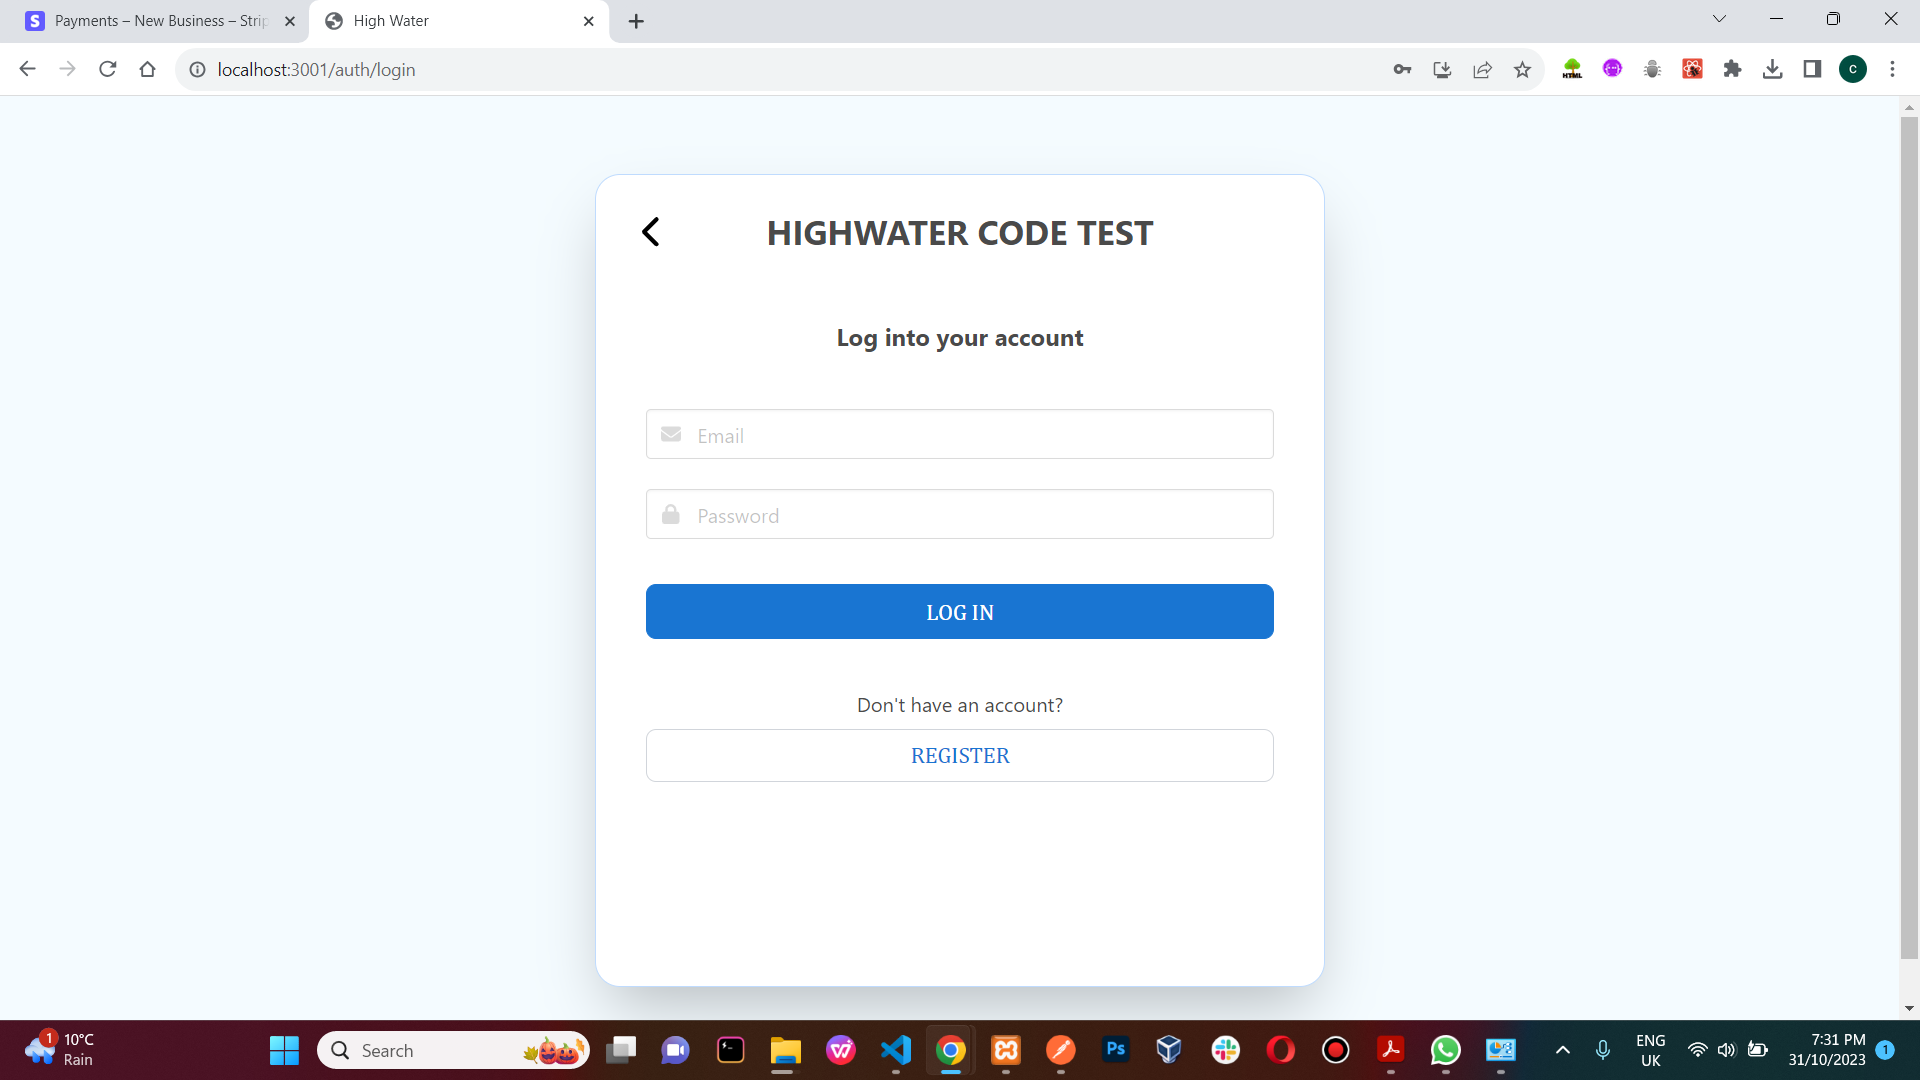 S Payments – New Business – Strip
High Water
localhost:3001/auth/login
HTML
C
HIGHWATER CODE TEST
Log into your account
Email
Password
LOG IN
Don't have an account?
REGISTER
1
10°C
Rain
Search
Ps
ENG
UK
7:31 PM
31/10/2023
1